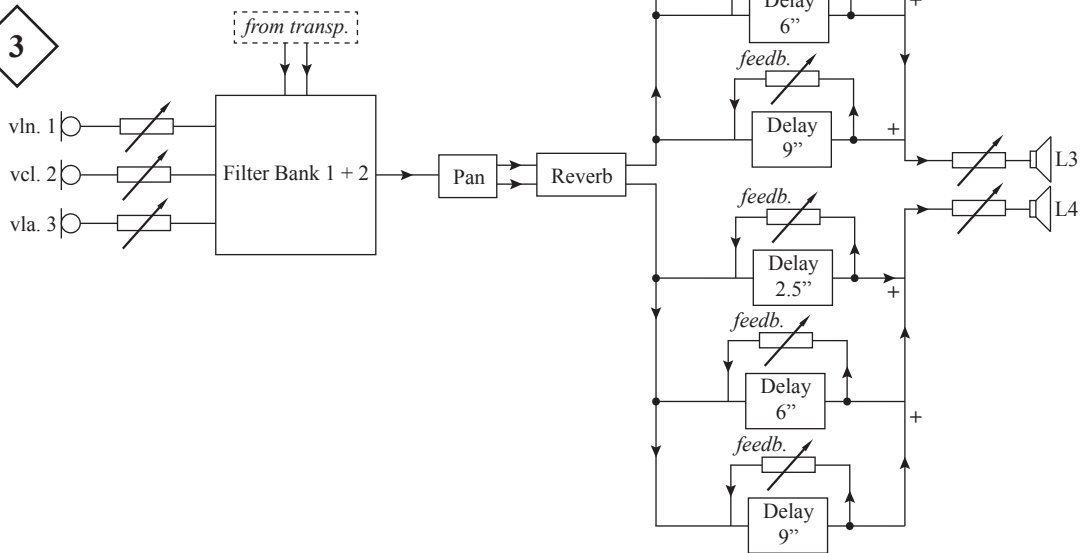 Delay
6”
3
from transp.
feedb.
vln. 1
Delay
9”
+
+
vcl. 2
Filter Bank 1 + 2
Pan
Reverb
L3
vla. 3
feedb.
L4
Delay
2.5”
+
feedb.
Delay
6”
+
feedb.
Delay
9”